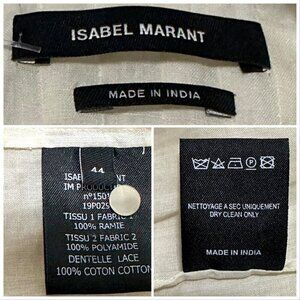 ISABEL MARANT
MADE IN INDIA
44
TISSU 1 FABRIC 1
100% RAMIE
TISSU 2 FABRIC 2
100% POLYAMIDE
DENTELLE LACE
100% COTON COTTON
NETTOYAGE A SEC UNIQUEMENT
DRY CLEAN ONLY
MADE IN INDIA